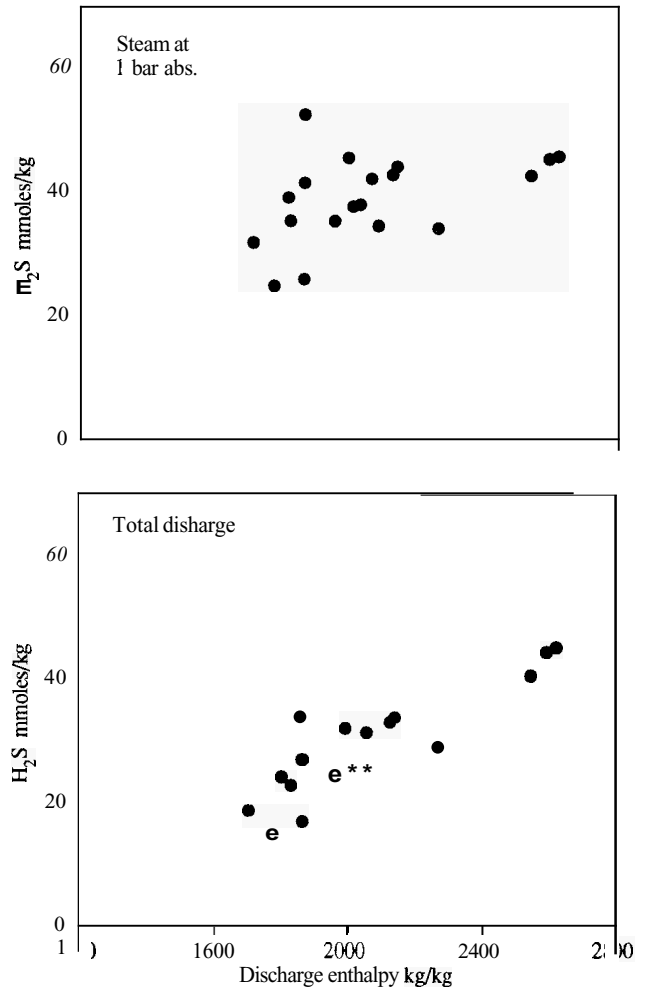 Steam at
1 bar abs.
60
40
20
0
m₂S mmoles/kg
Total disharge
60
40
20
0
H₂S mmoles/kg
e **
e
1600 2000 2400
Discharge enthalpy kg/kg